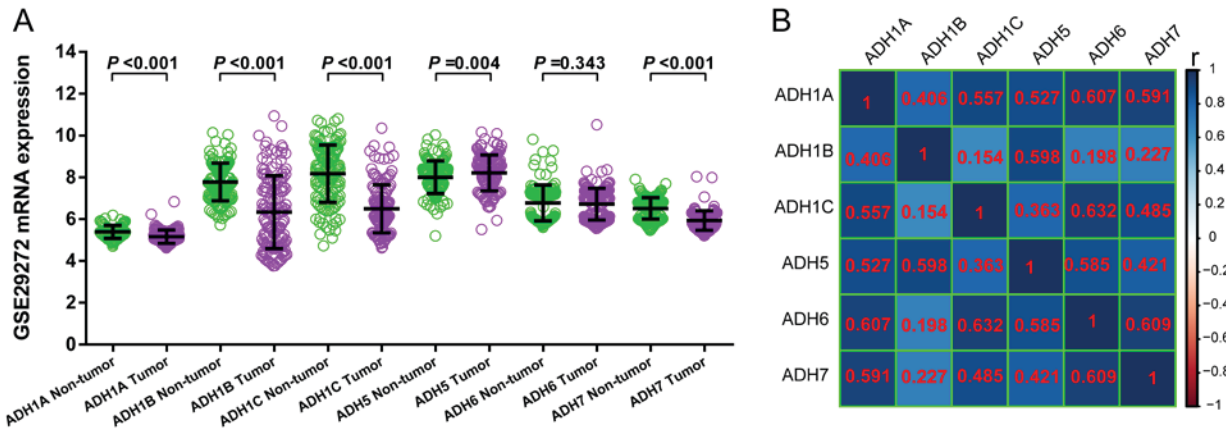 A
GSE29272 mRNA expression
14
12
10
8
6
4
2
0
P <0.001
P <0.001
P <0.001
P =0.004
P =0.343
P <0.001
ADH1A Non-tumor
ADH1A Tumor
ADH1B Non-tumor
ADH1B Tumor
ADH1C Non-tumor
ADH1C Tumor
ADH5 Non-tumor
ADH5 Tumor
ADH6 Non-tumor
ADH6 Tumor
ADH7 Non-tumor
ADH7 Tumor
B
ADH1A ADH1B ADH1C ADH5 ADH6 ADH7
ADH1A 1 0.406 0.557 0.527 0.607 0.591
ADH1B 0.406 1 0.154 0.598 0.198 0.227
ADH1C 0.557 0.154 1 0.363 0.632 0.485
ADH5 0.527 0.598 0.363 1 0.585 0.421
ADH6 0.607 0.198 0.632 0.585 1 0.609
ADH7 0.591 0.227 0.485 0.421 0.609 1
r
1
0.8
0.6
0.4
0.2
0
−0.2
−0.4
−0.6
−0.8
−1